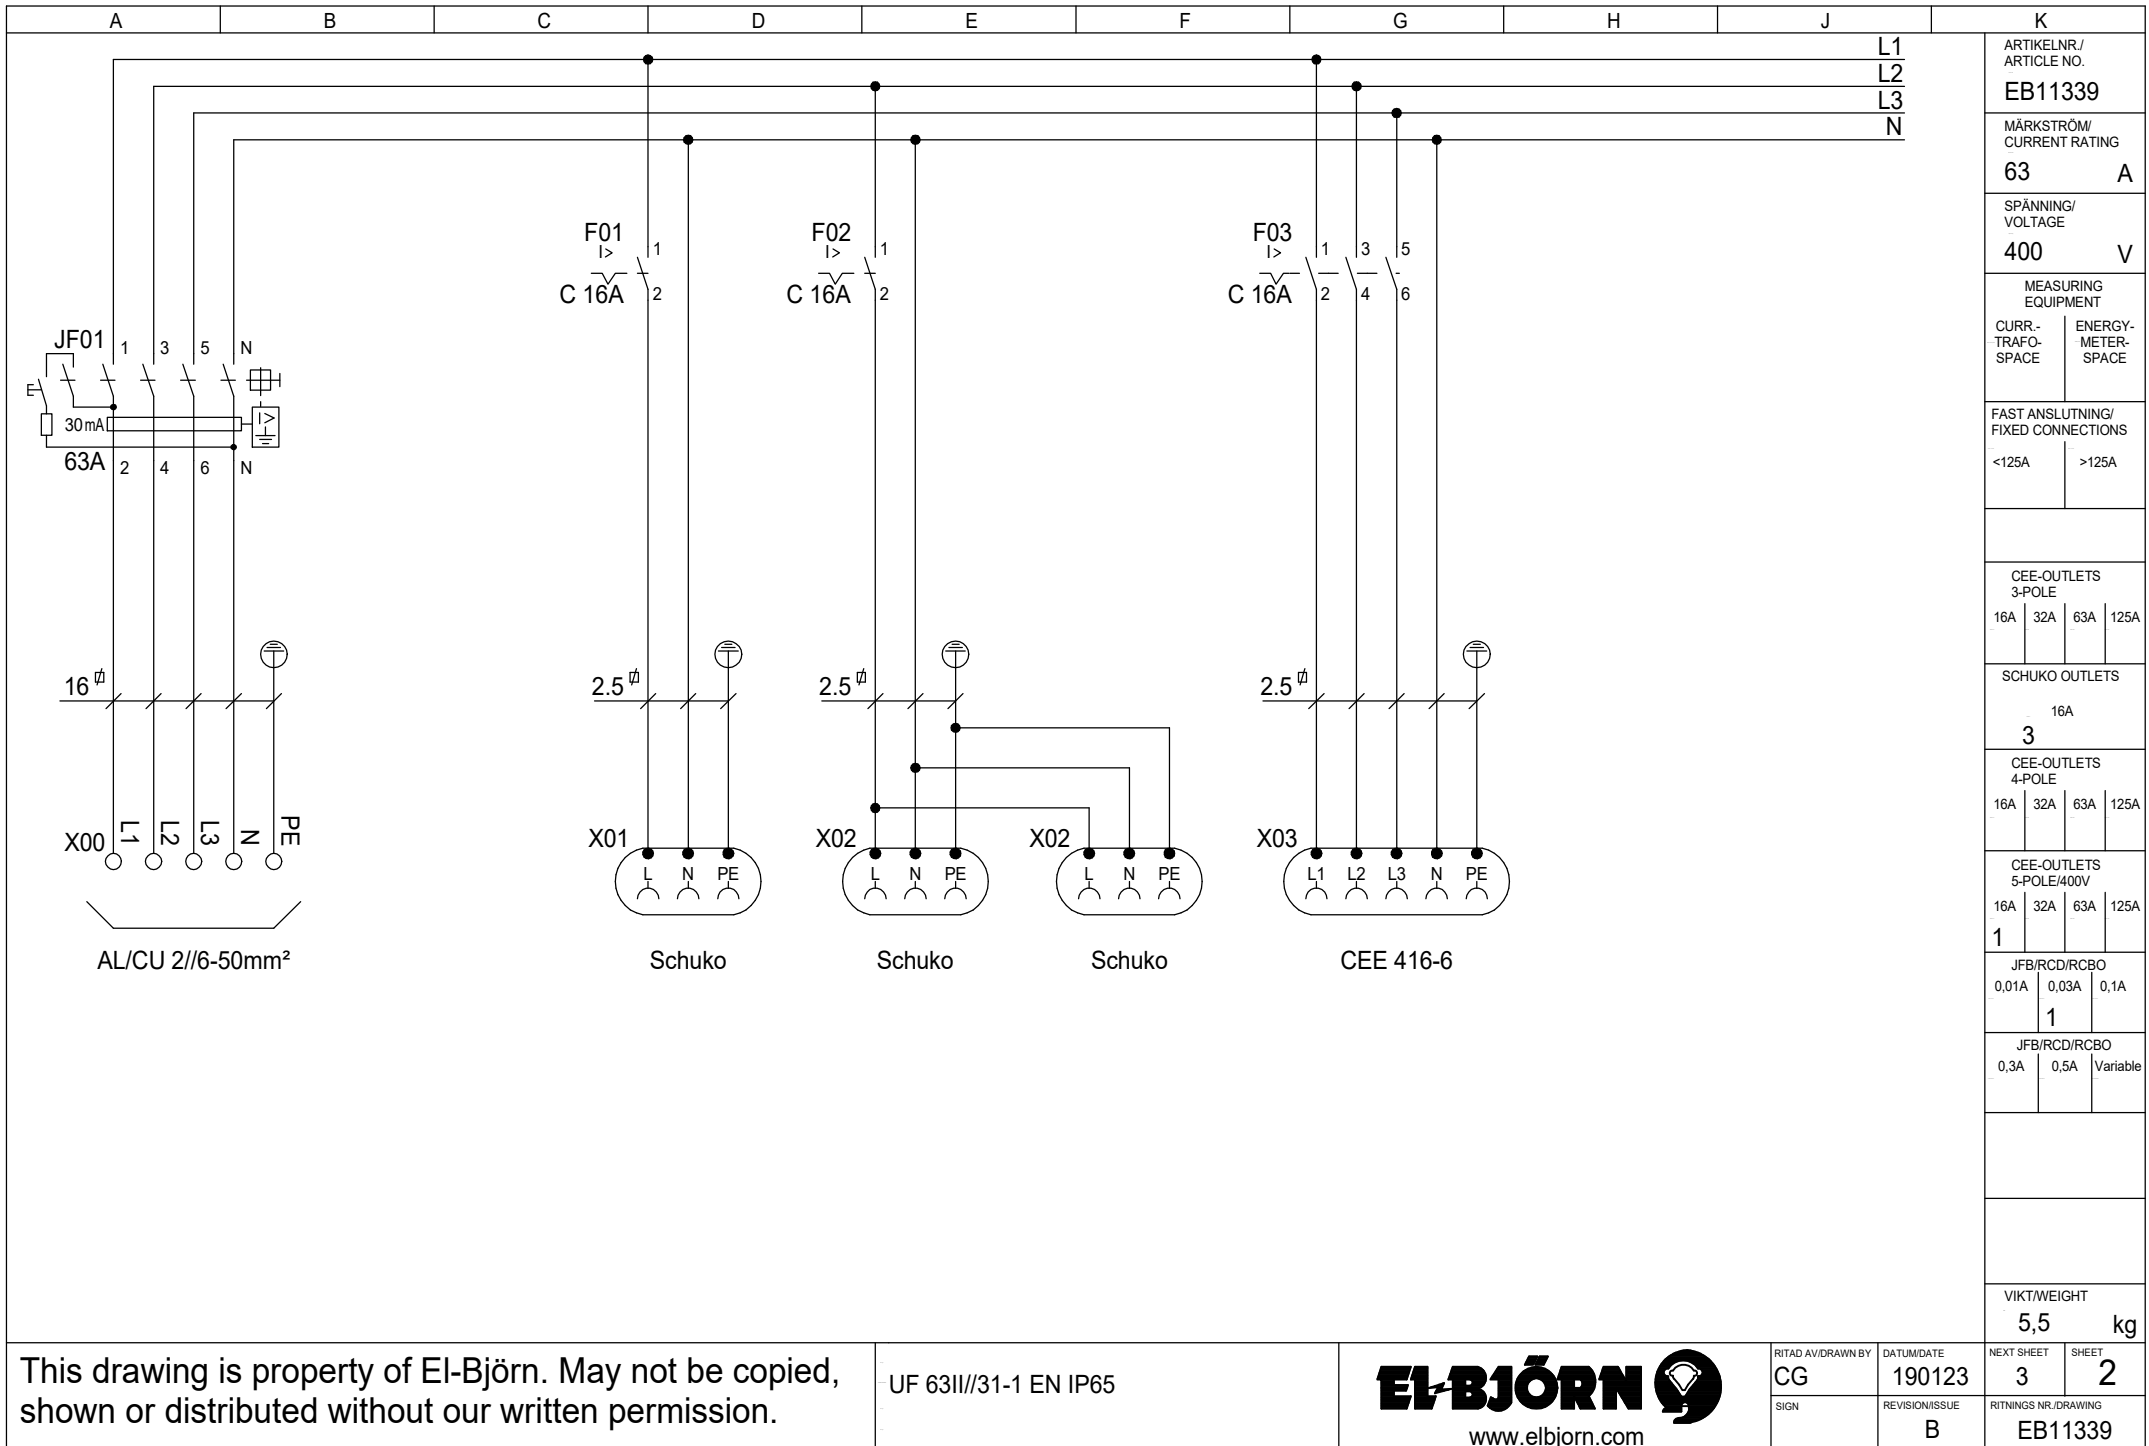 A B C D E F G H J K
L1
L2
L3
N
F01
I>
C 16A
1
2
F02
I>
C 16A
1
2
F03
I>
C 16A
1 3 5
2 4 6
JF01
1 3 5 N
30mA
I>
63A
2 4 6 N
16
2.5
2.5
2.5
X00 L1 L2 L3 N PE
AL/CU 2//6-50mm²
X01
L N PE
Schuko
X02
L N PE
Schuko
X02
L N PE
Schuko
X03
L1 L2 L3 N PE
CEE 416-6
ARTIKELNR./
ARTICLE NO.
EB11339
MÄRKSTRÖM/
CURRENT RATING
63 A
SPÄNNING/
VOLTAGE
400 V
MEASURING
EQUIPMENT
CURR.-
TRAFO-
SPACE
ENERGY-
METER-
SPACE
FAST ANSLUTNING/
FIXED CONNECTIONS
<125A >125A
CEE-OUTLETS
3-POLE
16A 32A 63A 125A
SCHUKO OUTLETS
16A
3
CEE-OUTLETS
4-POLE
16A 32A 63A 125A
CEE-OUTLETS
5-POLE/400V
16A 32A 63A 125A
1
JFB/RCD/RCBO
0,01A 0,03A 0,1A
1
JFB/RCD/RCBO
0,3A 0,5A Variable
VIKT/WEIGHT
5,5 kg
This drawing is property of El-Björn. May not be copied,
shown or distributed without our written permission.
UF 63II//31-1 EN IP65
EL-BJÖRN
www.elbjorn.com
RITAD AV/DRAWN BY
CG
DATUM/DATE
190123
NEXT SHEET
3
SHEET
2
SIGN
REVISION/ISSUE
B
RITNINGS NR./DRAWING
EB11339